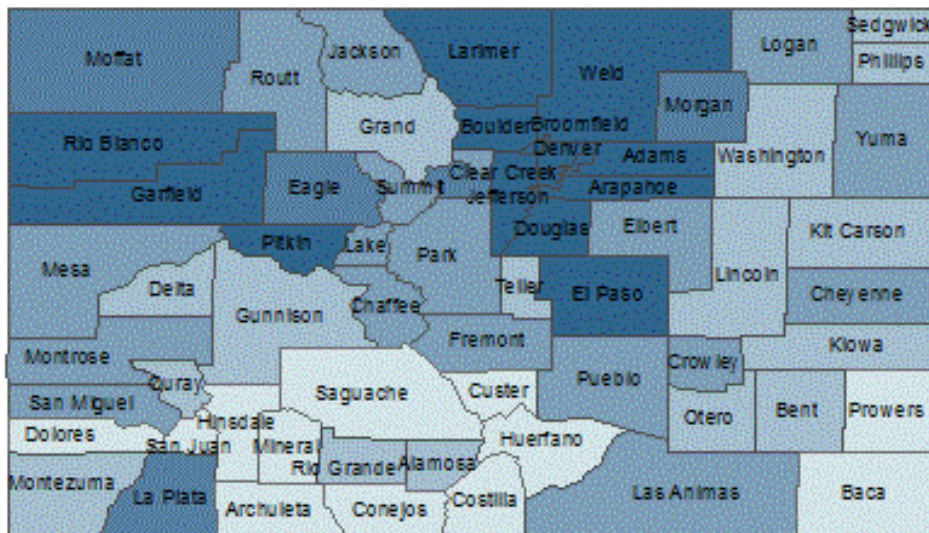 Sedgwick
Moffat
Jackson
Larimer
Logan
Phillips
Routt
Weld
Morgan
Grand
Boulder
Broomfield
Yuma
Rio Blanco
Denver
Adams
Washington
Clear Creek
Garfield
Eagle
Summit
Jefferson
Arapahoe
Pitkin
Lake
Park
Douglas
Elbert
Kit Carson
Mesa
Delta
Teller
El Paso
Lincoln
Cheyenne
Gunnison
Chaffee
Fremont
Montrose
Crowley
Kiowa
Ouray
Pueblo
San Miguel
Saguache
Custer
Otero
Bent
Prowers
Dolores
Hinsdale
San Juan
Mineral
Huerfano
Rio Grande
Alamosa
Montezuma
La Plata
Archuleta
Conejos
Costilla
Las Animas
Baca